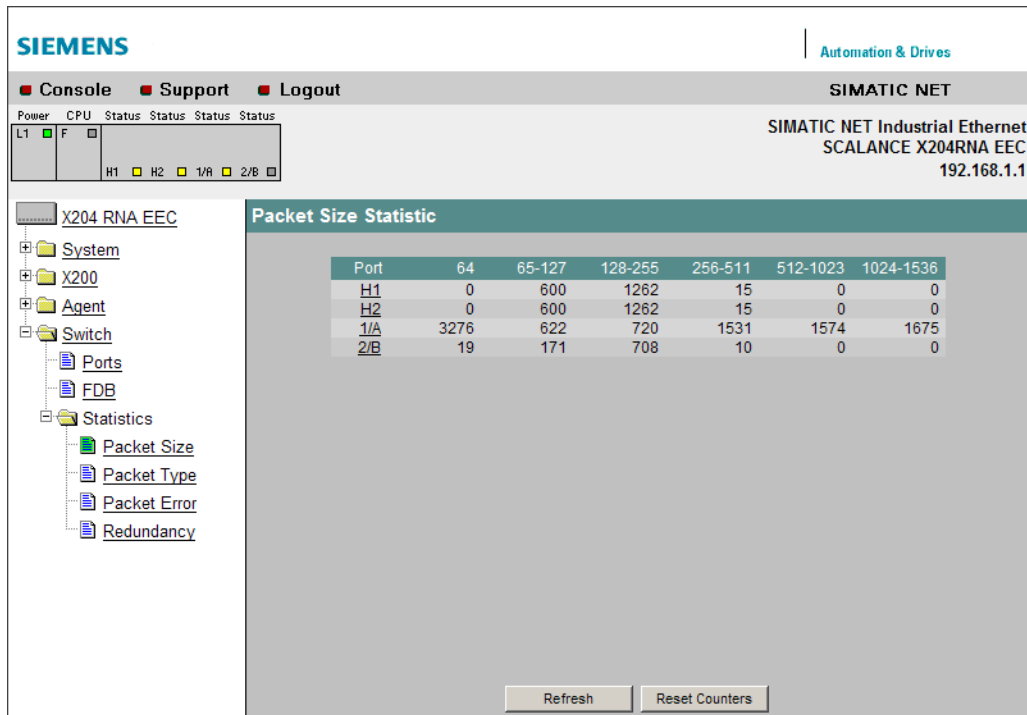 SIEMENS
Automation & Drives
Console Support Logout SIMATIC NET
Power CPU Status Status Status Status
L1 F
H1 H2 1/A 2/B
SIMATIC NET Industrial Ethernet
SCALANCE X204RNA EEC
192.168.1.1
X204 RNA EEC
System
X200
Agent
Switch
Ports
FDB
Statistics
Packet Size
Packet Type
Packet Error
Redundancy
Packet Size Statistic
Port 64 65-127 128-255 256-511 512-1023 1024-1536
H1 0 600 1262 15 0 0
H2 0 600 1262 15 0 0
1/A 3276 622 720 1531 1574 1675
2/B 19 171 708 10 0 0
Refresh Reset Counters